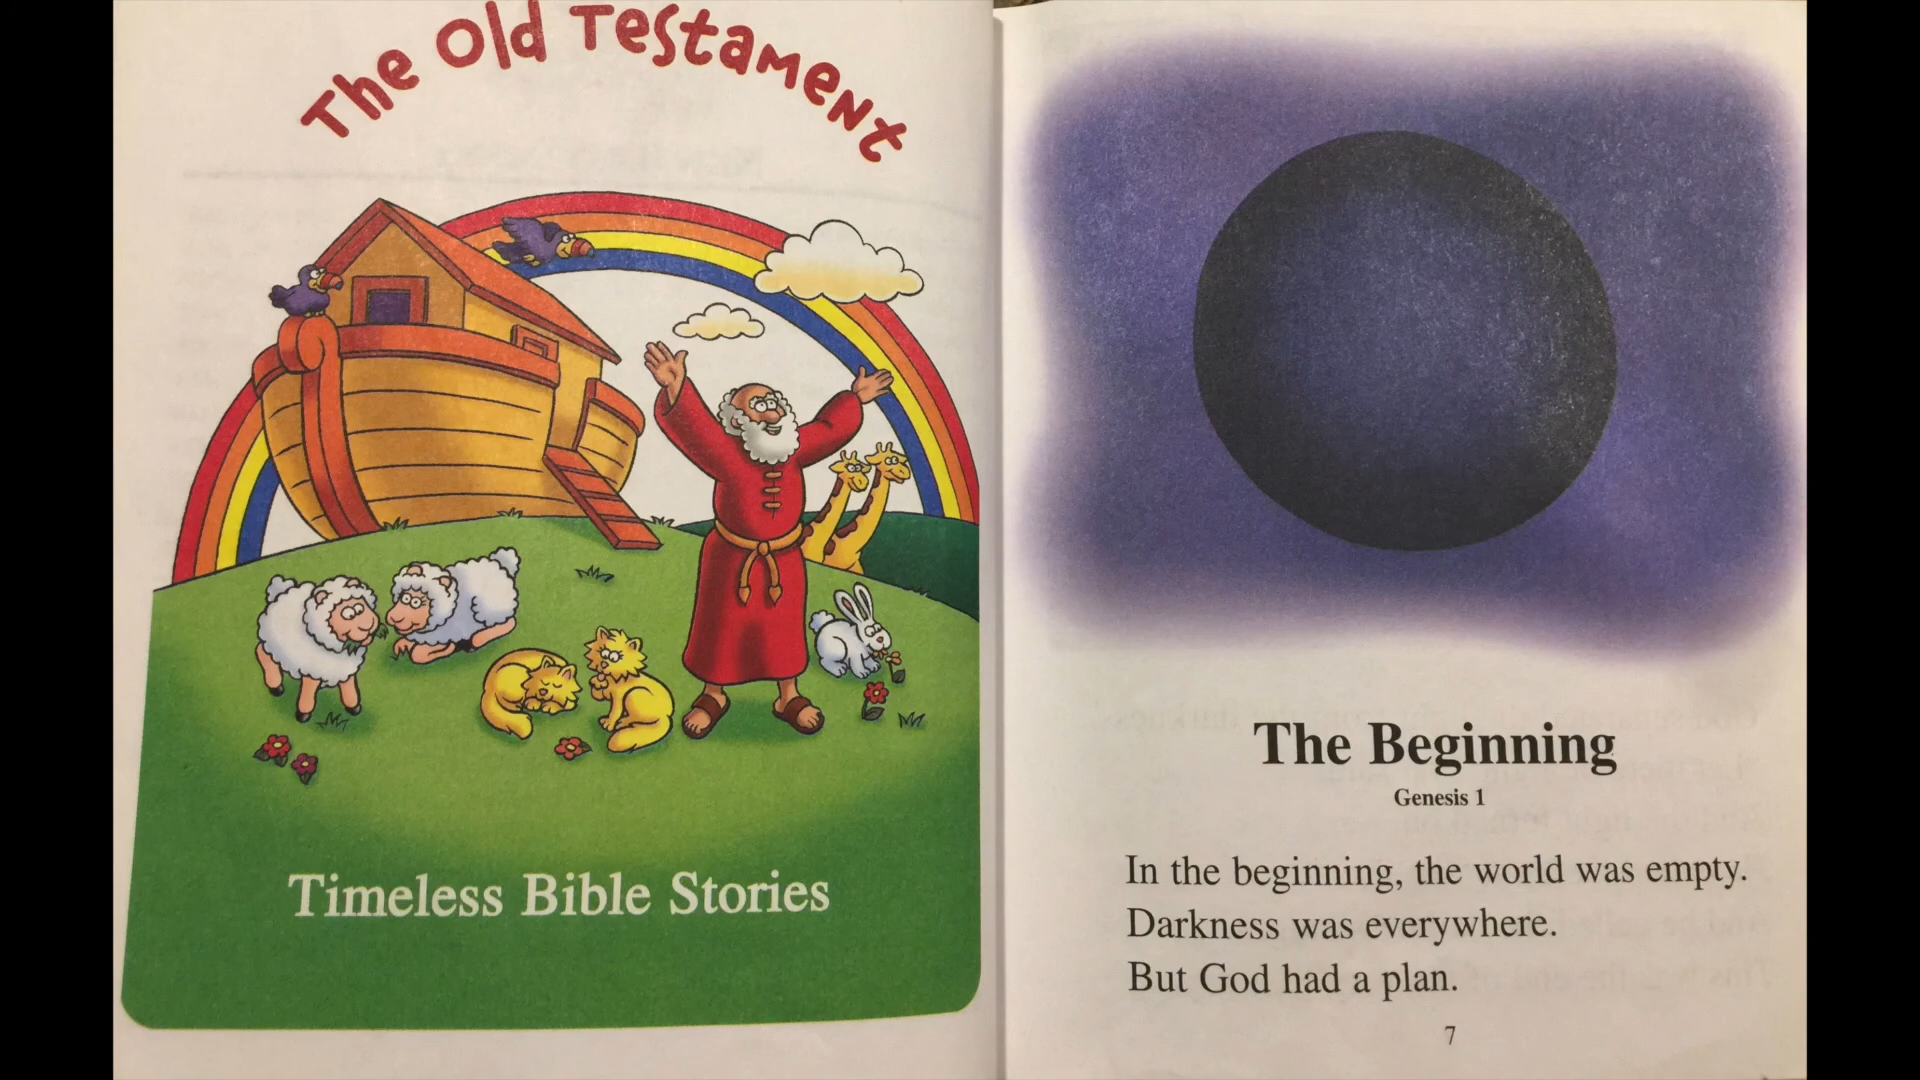 The Old Testament
Timeless Bible Stories
The Beginning
Genesis 1
In the beginning, the world was empty.
Darkness was everywhere.
But God had a plan.
7